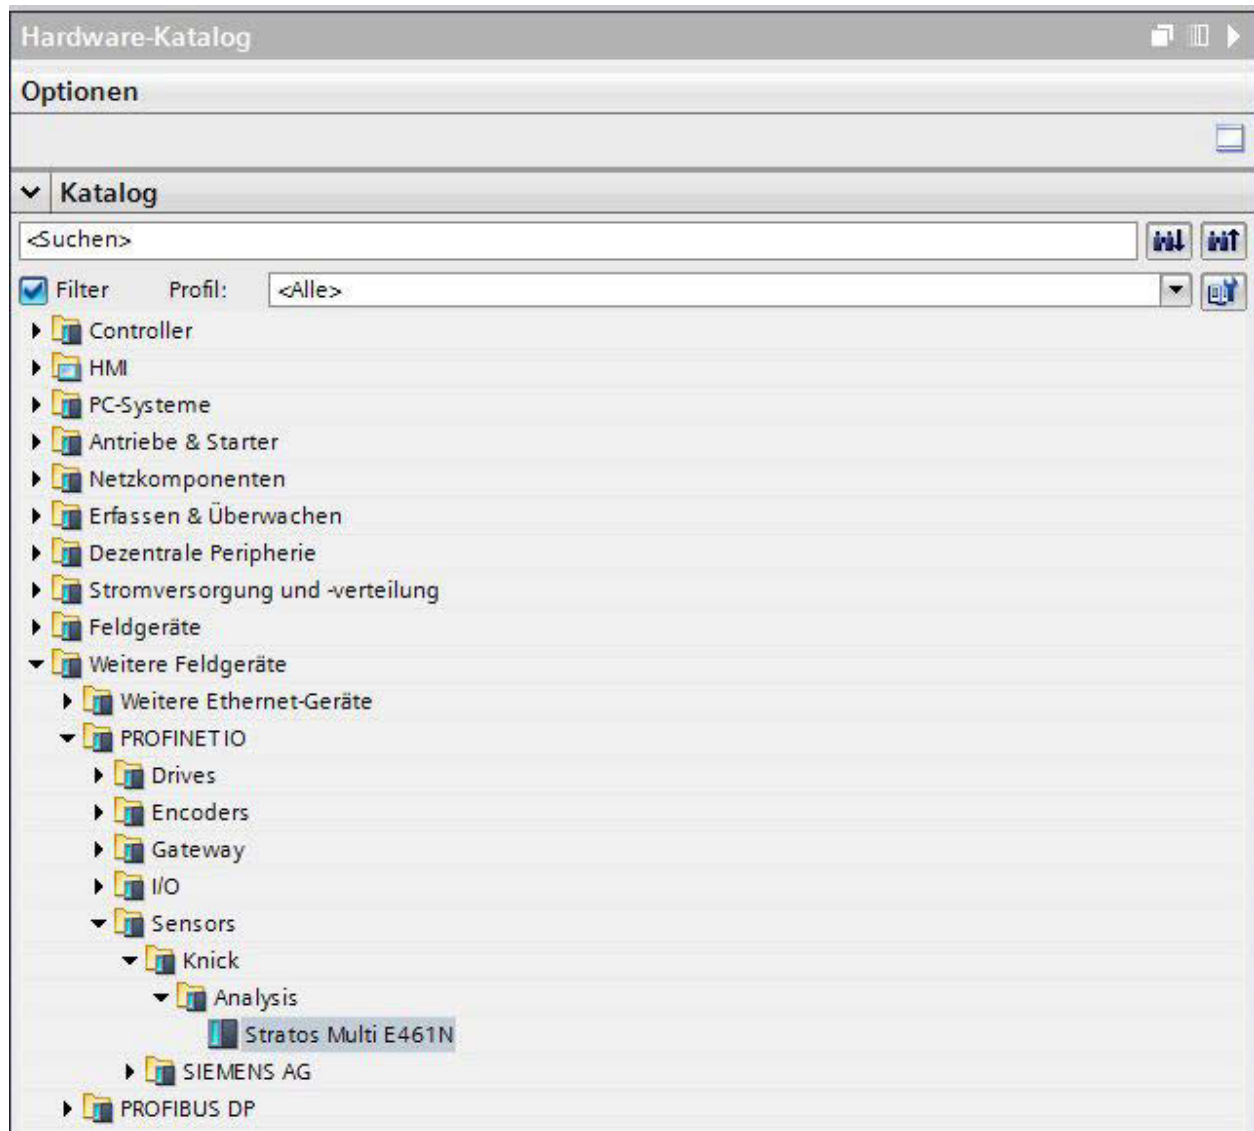 Hardware-Katalog
Optionen
Katalog
<Suchen>
Filter Profil: <Alle>
Controller
HMI
PC-Systeme
Antriebe & Starter
Netzkomponenten
Erfassen & Überwachen
Dezentrale Peripherie
Stromversorgung und -verteilung
Feldgeräte
Weitere Feldgeräte
Weitere Ethernet-Geräte
PROFINET IO
Drives
Encoders
Gateway
I/O
Sensors
Knick
Analysis
Stratos Multi E461N
SIEMENS AG
PROFIBUS DP